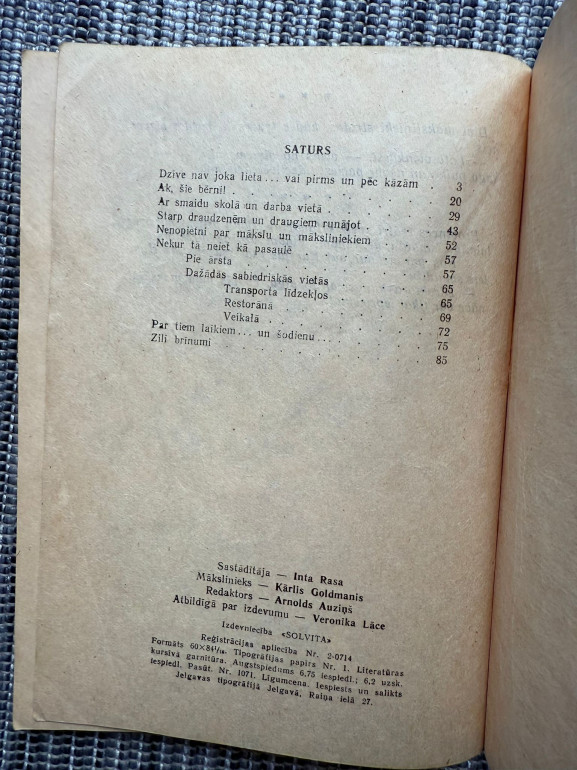 SATURS
Dzīve nav joka lieta... vai pirms un pēc kāzām . 3
Ak, šie bērni! . . . . . . . 20
Ar smaidu skolā un darba vietā . . . . 29
Starp draudzenēm un draugiem runājot . . . 43
Nenopietni par mākslu un māksliniekiem . . . 52
Nekur tā neiet kā pasaulē . . . . . 57
Pie ārsta . . . . . . . 57
Dažādās sabiedriskās vietās . . . . 65
Transporta līdzekļos . . . . 65
Restorānā . . . . . 69
Veikalā . . . . . . 72
Par tiem laikiem... un šodienu... . . . . 75
Zili brīnumi . . . . . . . 85
Sastādītāja — Inta Rasa
Mākslinieks — Kārlis Goldmanis
Redaktors — Arnolds Auziņš
Atbildīgā par izdevumu — Veronika Lāce
Izdevniecība «SOLVITA»
Reģistrācijas apliecība Nr. 2-0714
Formāts 60×84 1/16. Tipogrāfijas papīrs Nr. 1. Literatūras
kursīvā garnitūra. Augstspiedums 6,75 iespiedl.; 6,2 uzsk.
iespiedl. Pasūt. Nr. 1071. Līgumcena. Iespiests un salikts
Jelgavas tipogrāfijā Jelgavā, Raiņa ielā 27.